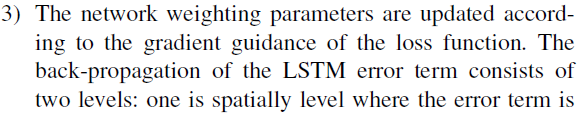 3) The network weighting parameters are updated accord-
ing to the gradient guidance of the loss function. The
back-propagation of the LSTM error term consists of
two levels: one is spatially level where the error term is